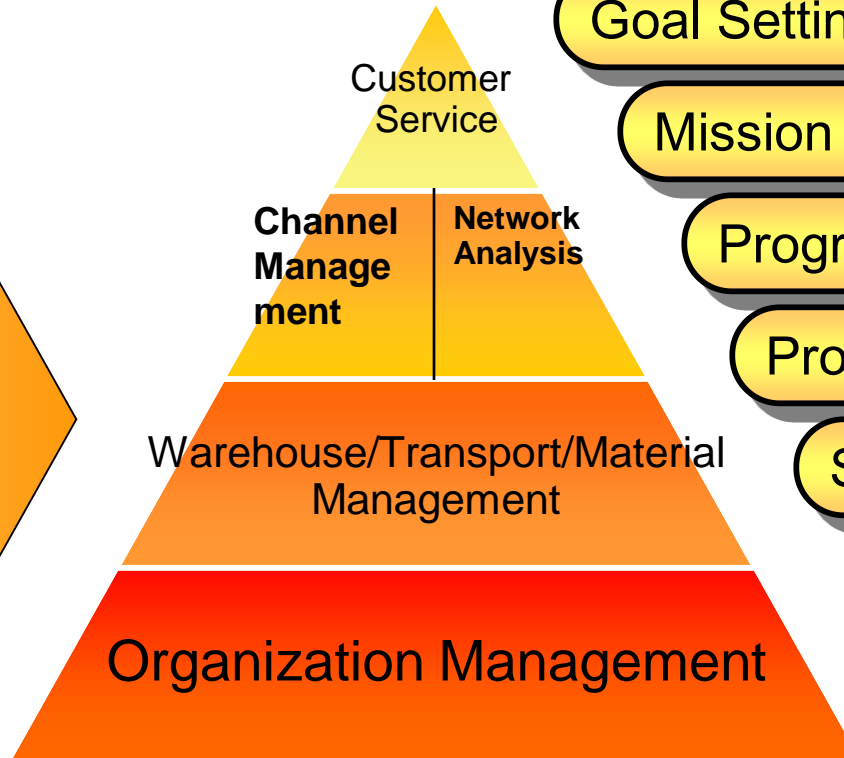 Customer
Service
Channel
Manage
ment
Network
Analysis
Warehouse/Transport/Material
Management
Organization Management
Goal Settin
Mission
Progr
Pro
S